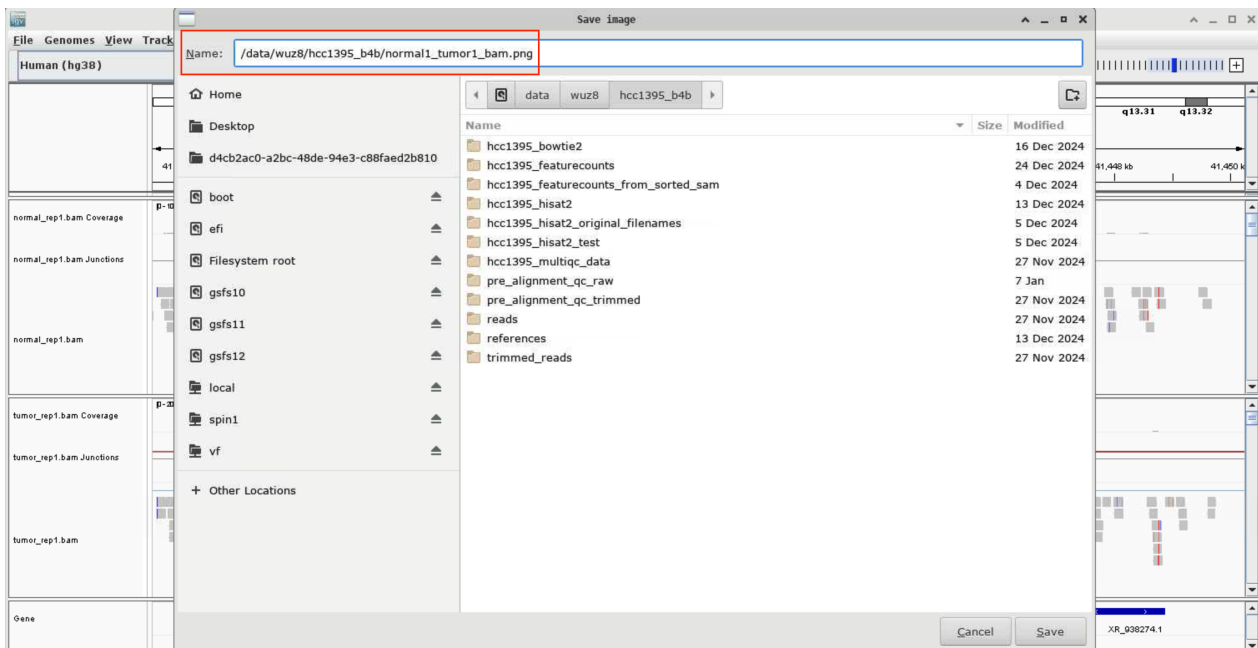 Save image
File Genomes View Track
Name: /data/wuz8/hcc1395_b4b/normal1_tumor1_bam.png
Human (hg38)
Home
data wuz8 hcc1395_b4b
Desktop
Name Size Modified
d4cb2ac0-a2bc-48de-94e3-c88faed2b810
hcc1395_bowtie2 16 Dec 2024
hcc1395_featurecounts 24 Dec 2024
hcc1395_featurecounts_from_sorted_sam 4 Dec 2024
hcc1395_hisat2 13 Dec 2024
hcc1395_hisat2_original_filenames 5 Dec 2024
hcc1395_hisat2_test 5 Dec 2024
hcc1395_multiqc_data 27 Nov 2024
pre_alignment_qc_raw 7 Jan
pre_alignment_qc_trimmed 27 Nov 2024
reads 27 Nov 2024
references 13 Dec 2024
trimmed_reads 27 Nov 2024
boot
efi
Filesystem root
gsfs10
gsfs11
gsfs12
local
spin1
vf
+ Other Locations
Cancel Save
q13.31 q13.32
41 41,448 kb 41,450 k
normal_rep1.bam Coverage
normal_rep1.bam Junctions
normal_rep1.bam
tumor_rep1.bam Coverage
tumor_rep1.bam Junctions
tumor_rep1.bam
Gene
XR_938274.1